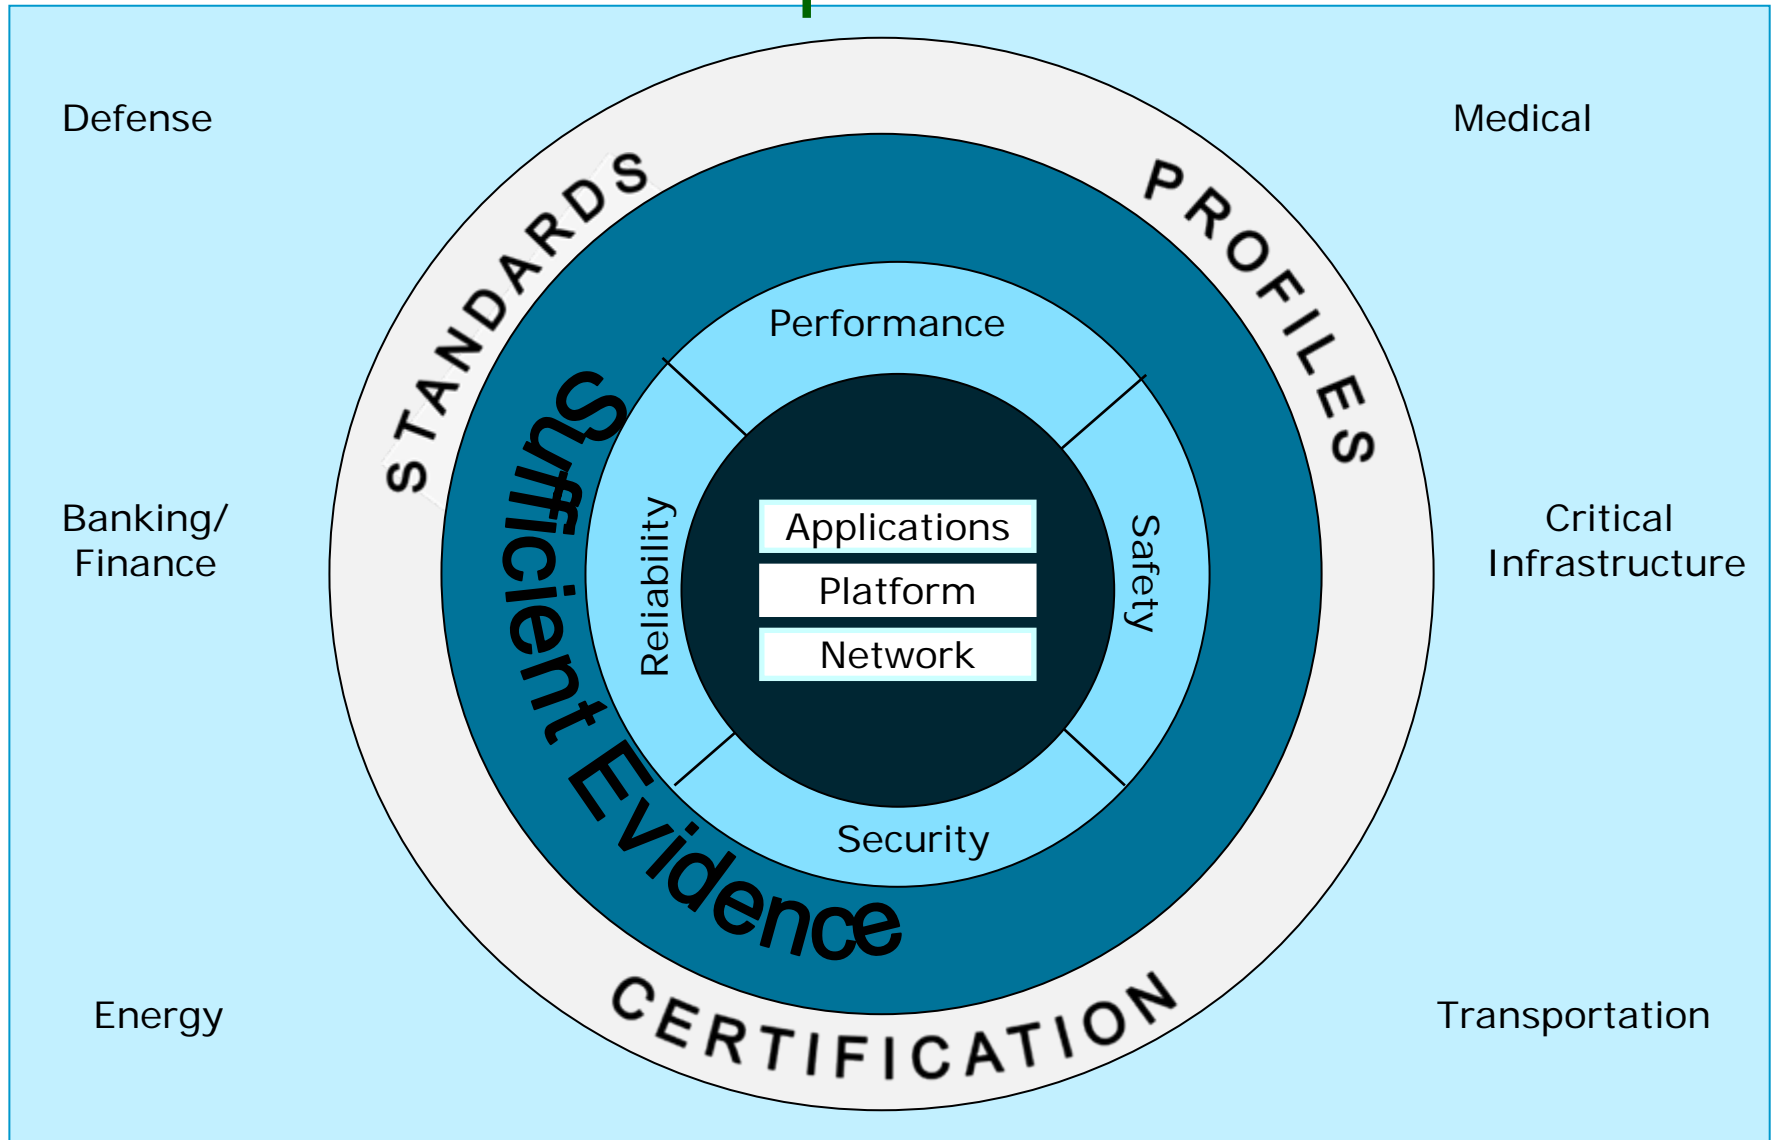 Defense
Medical
STANDARDS
PROFILES
Performance
Sufficient Evidence
Reliability
Safety
Applications
Platform
Network
Banking/
Finance
Critical
Infrastructure
Security
Energy
Transportation
CERTIFICATION